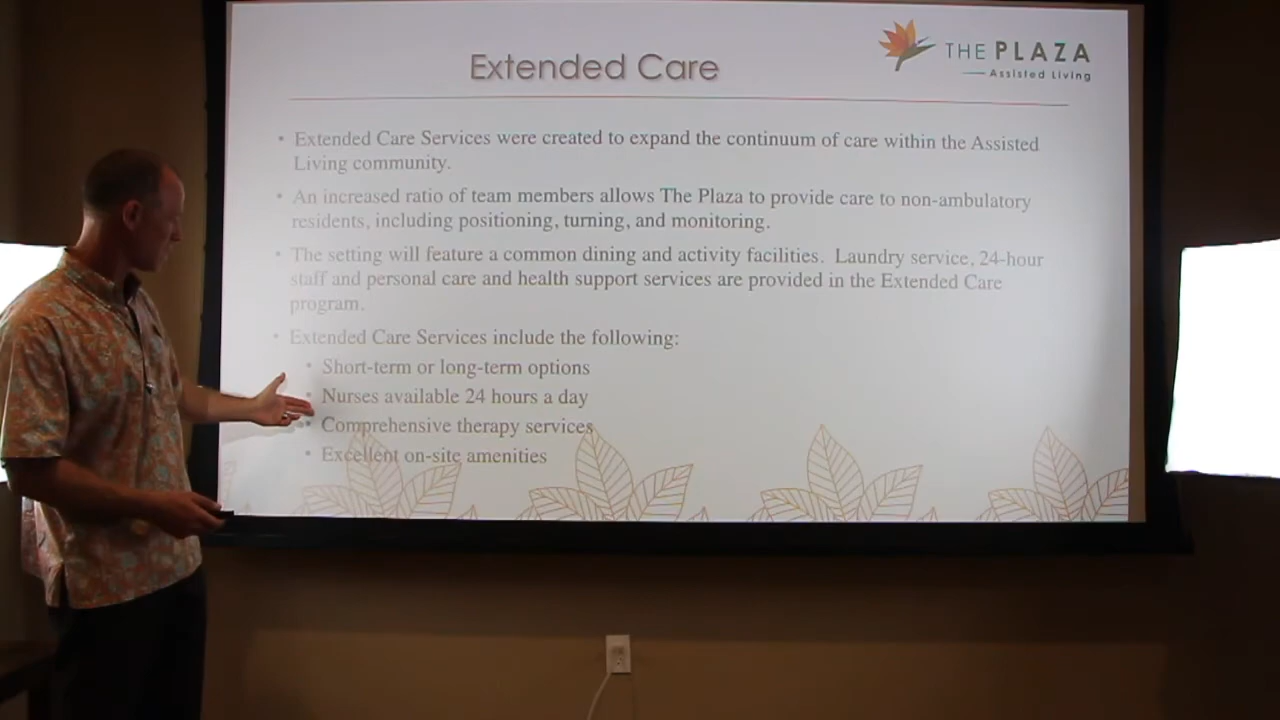 Extended Care
THE PLAZA
Assisted Living
• Extended Care Services were created to expand the continuum of care within the Assisted
Living community.
• An increased ratio of team members allows The Plaza to provide care to non-ambulatory
residents, including positioning, turning, and monitoring.
• The setting will feature a common dining and activity facilities. Laundry service, 24-hour
staff and personal care and health support services are provided in the Extended Care
program.
• Extended Care Services include the following:
• Short-term or long-term options
• Nurses available 24 hours a day
• Comprehensive therapy services
• Excellent on-site amenities